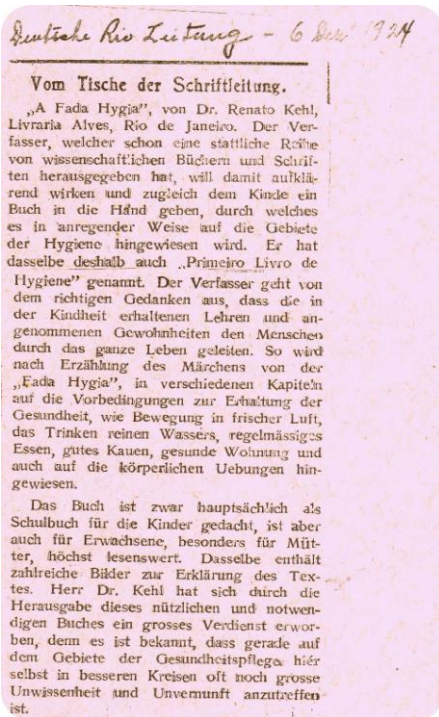 Deutsche Rio Zeitung - 6 Dez. 1924
Vom Tische der Schriftleitung.
„A Fada Hygia”, von Dr. Renato Kehl,
Livraria Alves, Rio de Janeiro. Der Ver-
fasser, welcher schon eine stattliche Reihe
von wissenschaftlichen Büchern und Schrif-
ten herausgegeben hat, will damit aufklä-
rend wirken und zugleich dem Kinde ein
Buch in die Hand geben, durch welches
es in anregender Weise auf die Gebiete
der Hygiene hingewiesen wird. Er hat
dasselbe deshalb auch „Primeiro Livro de
Hygiene” genannt. Der Verfasser geht von
dem richtigen Gedanken aus, dass die in
der Kindheit erhaltenen Lehren und an-
genommenen Gewohnheiten den Menschen
durch das ganze Leben geleiten. So wird
nach Erzählung des Märchens von der
„Fada Hygia”, in verschiedenen Kapiteln
auf die Vorbedingungen zur Erhaltung der
Gesundheit, wie Bewegung in frischer Luft,
das Trinken reinen Wassers, regelmässiges
Essen, gutes Kauen, gesunde Wohnung und
auch auf die körperlichen Uebungen hin-
gewiesen.
Das Buch ist zwar hauptsächlich als
Schulbuch für die Kinder gedacht, ist aber
auch für Erwachsene, besonders für Müt-
ter, höchst lesenswert. Dasselbe enthält
zahlreiche Bilder zur Erklärung des Tex-
tes. Herr Dr. Kehl hat sich durch die
Herausgabe dieses nützlichen und notwen-
digen Buches ein grosses Verdienst erwor-
ben, denn es ist bekannt, dass gerade auf
dem Gebiete der Gesundheitspflege hier
selbst in besseren Kreisen oft noch grosse
Unwissenheit und Unvernunft anzutreffen
ist.